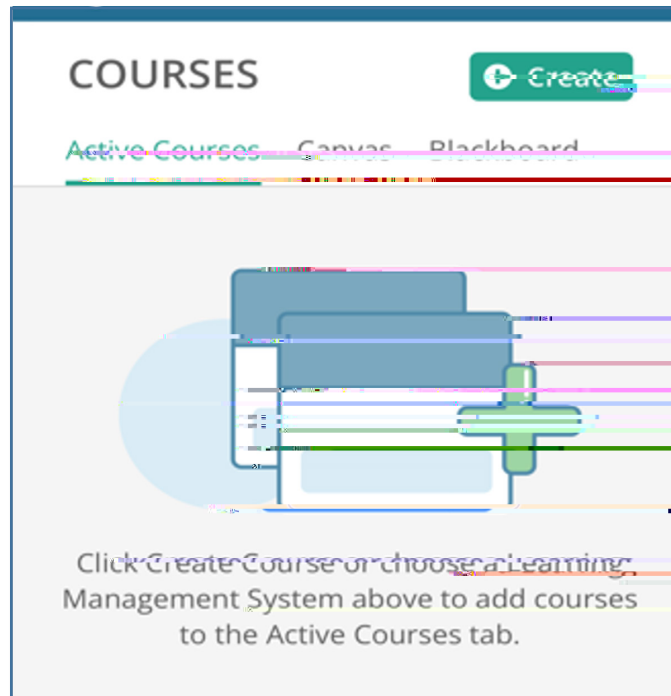 COURSES
Create
Active Courses Canvas Blackboard
Click Create Course or choose a Learning
Management System above to add courses
to the Active Courses tab.